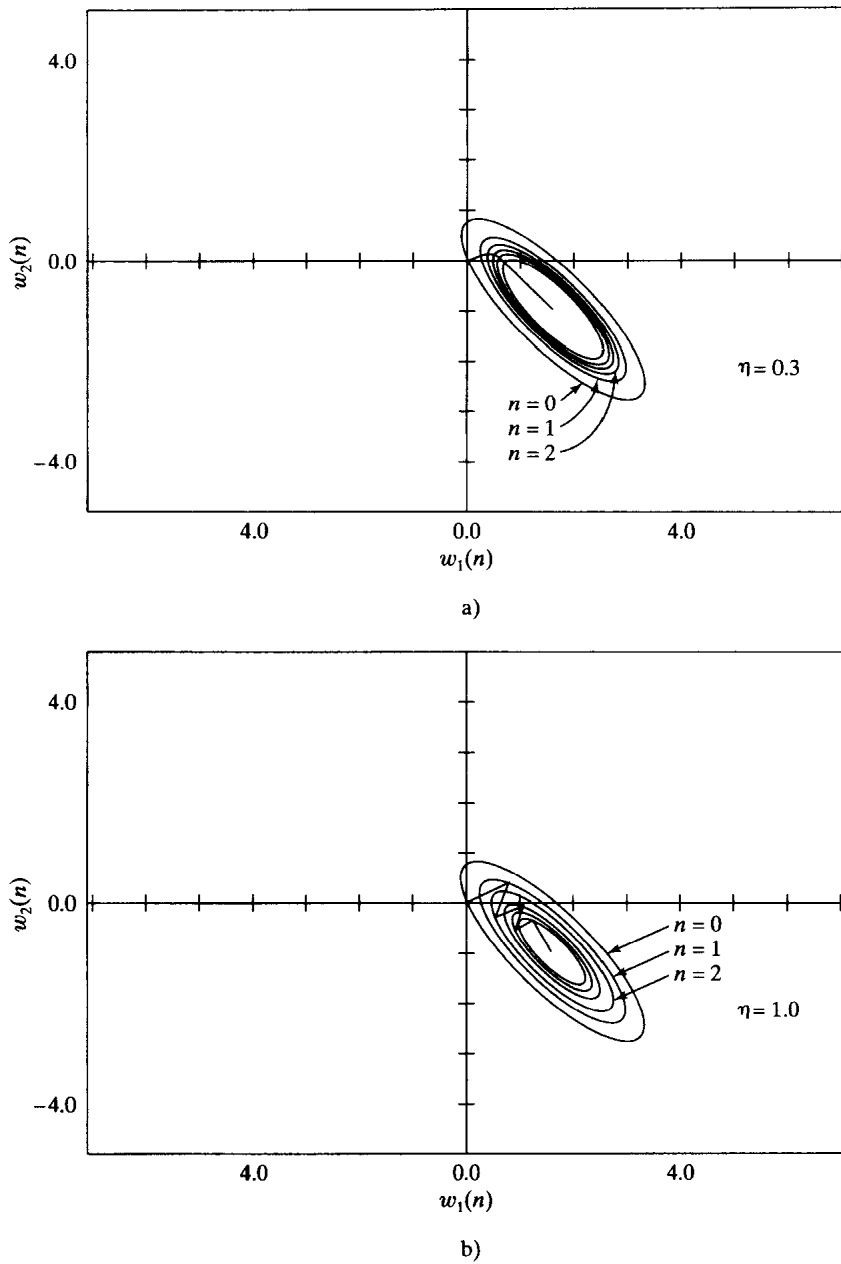 4.0
w₂(n)
0.0
η = 0.3
n = 0
n = 1
n = 2
−4.0
4.0 0.0 4.0
w₁(n)
a)
4.0
w₂(n)
0.0
n = 0
n = 1
n = 2
η = 1.0
−4.0
4.0 0.0 4.0
w₁(n)
b)